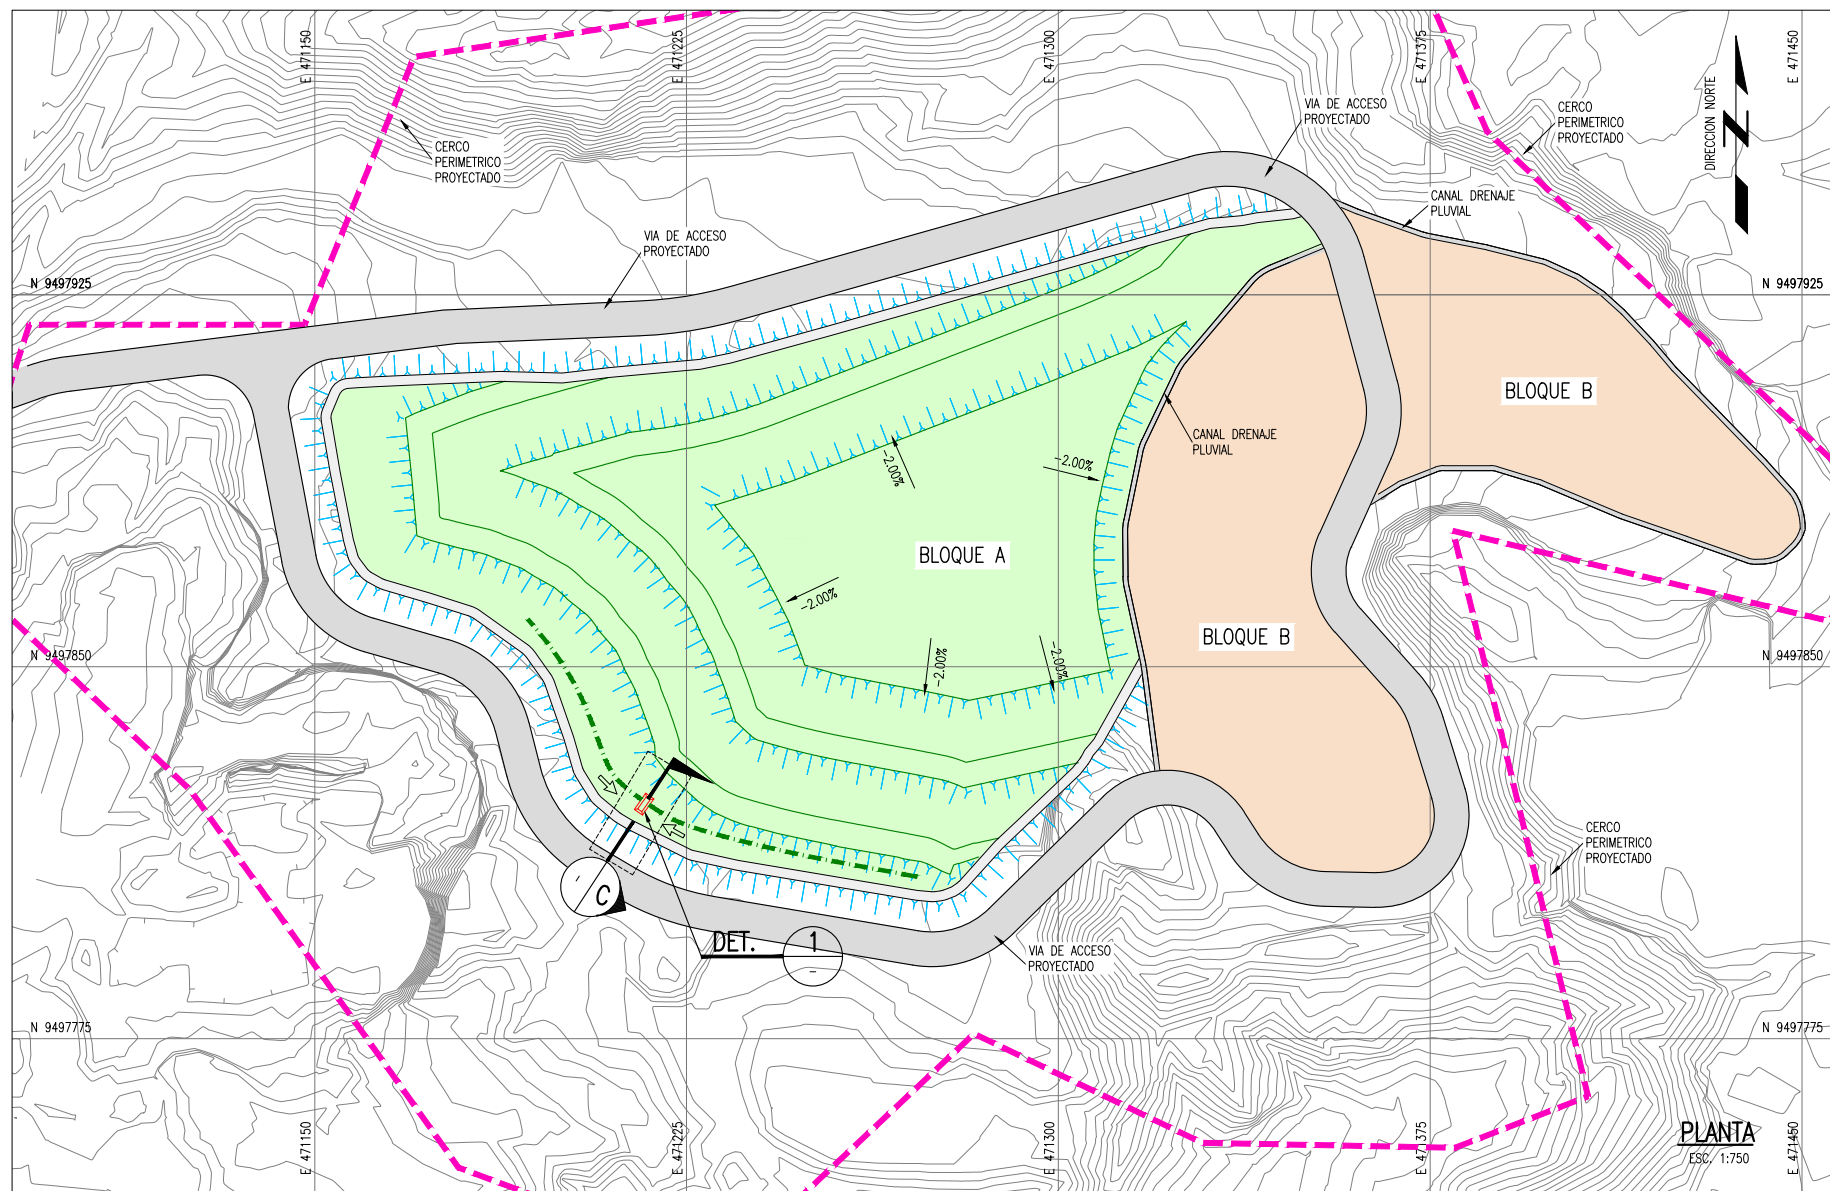 E 471150
E 471225
E 471300
E 471375
E 471450
DIRECCION NORTE
N
CERCO
PERIMETRICO
PROYECTADO
VIA DE ACCESO
PROYECTADO
CERCO
PERIMETRICO
PROYECTADO
CANAL DRENAJE
PLUVIAL
VIA DE ACCESO
PROYECTADO
N 9497925
N 9497925
BLOQUE B
CANAL DRENAJE
PLUVIAL
-2.00%
-2.00%
BLOQUE A
-2.00%
BLOQUE B
-2.00%
-2.00%
N 9497850
N 9497850
CERCO
PERIMETRICO
PROYECTADO
-
C
DET.
1
-
VIA DE ACCESO
PROYECTADO
N 9497775
N 9497775
E 471150
E 471225
E 471300
E 471375
E 471450
PLANTA
ESC. 1:750